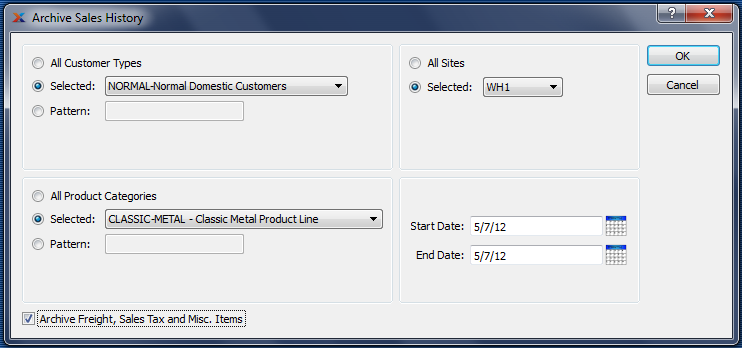 Archive Sales History
?
All Customer Types
Selected: NORMAL-Normal Domestic Customers
Pattern:
All Sites
Selected: WH1
OK
Cancel
All Product Categories
Selected: CLASSIC-METAL - Classic Metal Product Line
Pattern:
Start Date: 5/7/12
End Date: 5/7/12
Archive Freight, Sales Tax and Misc. Items